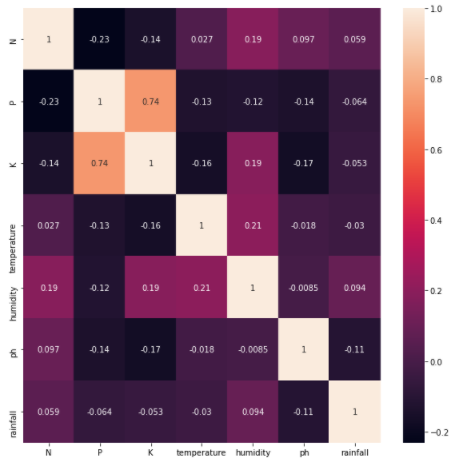 1.0
N 1 -0.23 -0.14 0.027 0.19 0.097 0.059
0.8
P -0.23 1 0.74 -0.13 -0.12 -0.14 -0.064
0.6
K -0.14 0.74 1 -0.16 0.19 -0.17 -0.053
0.4
temperature 0.027 -0.13 -0.16 1 0.21 -0.018 -0.03
humidity 0.19 -0.12 0.19 0.21 1 -0.0085 0.094
0.2
ph 0.097 -0.14 -0.17 -0.018 -0.0085 1 -0.11
0.0
rainfall 0.059 -0.064 -0.053 -0.03 0.094 -0.11 1
−0.2
N P K temperature humidity ph rainfall